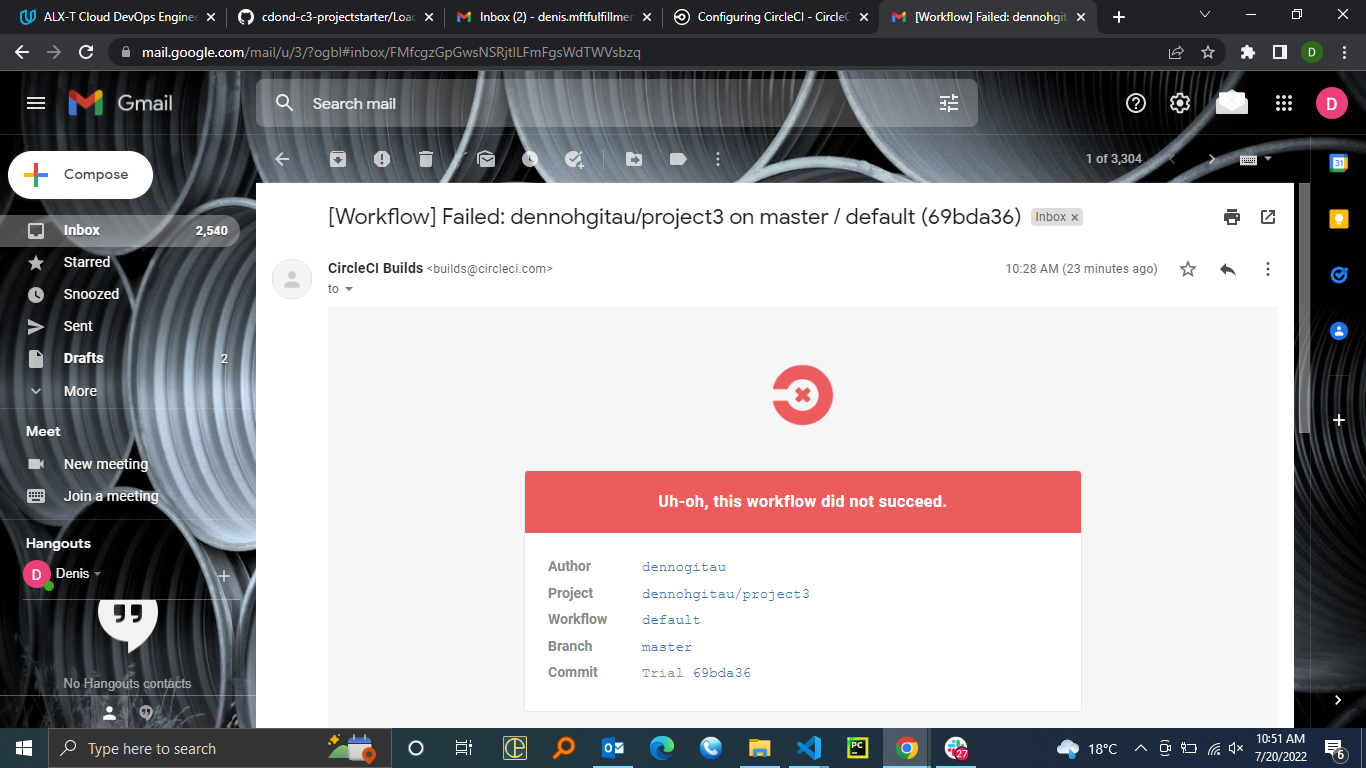 ALX-T Cloud DevOps Engine
cdond-c3-projectstarter/Loa
Inbox (2) - denis.mftfulfillmer
Configuring CircleCI - CircleC
[Workflow] Failed: dennohgit
mail.google.com/mail/u/3/?ogbl#inbox/FMfcgzGpGwsNSRjtlLFmFgsWdTWVsbzq
D
Gmail
Search mail
D
Compose
1 of 3,304
31
Inbox 2,540
Starred
Snoozed
Sent
Drafts 2
More
[Workflow] Failed: dennohgitau/project3 on master / default (69bda36) Inbox ×
CircleCI Builds <builds@circleci.com> 10:28 AM (23 minutes ago)
to
Meet
New meeting
Join a meeting
Hangouts
D Denis
No Hangouts contacts
Uh-oh, this workflow did not succeed.
Author dennogitau
Project dennohgitau/project3
Workflow default
Branch master
Commit Trial 69bda36
Type here to search
PC
27
18°C
10:51 AM
7/20/2022
6